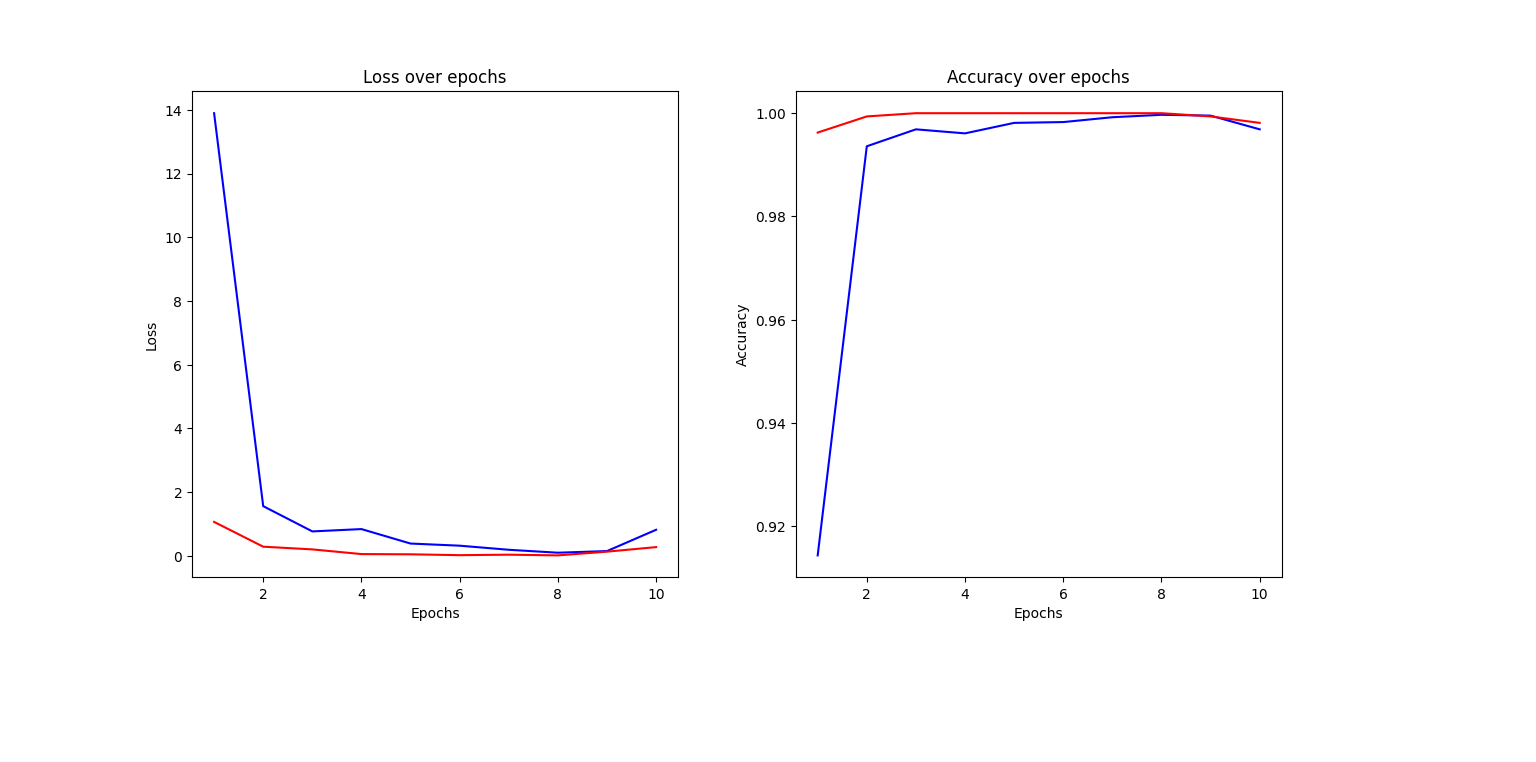 Loss over epochs
14
12
10
8
6
4
2
0
Loss
2 4 6 8 10
Epochs
Accuracy over epochs
1.00
0.98
0.96
0.94
0.92
Accuracy
2 4 6 8 10
Epochs